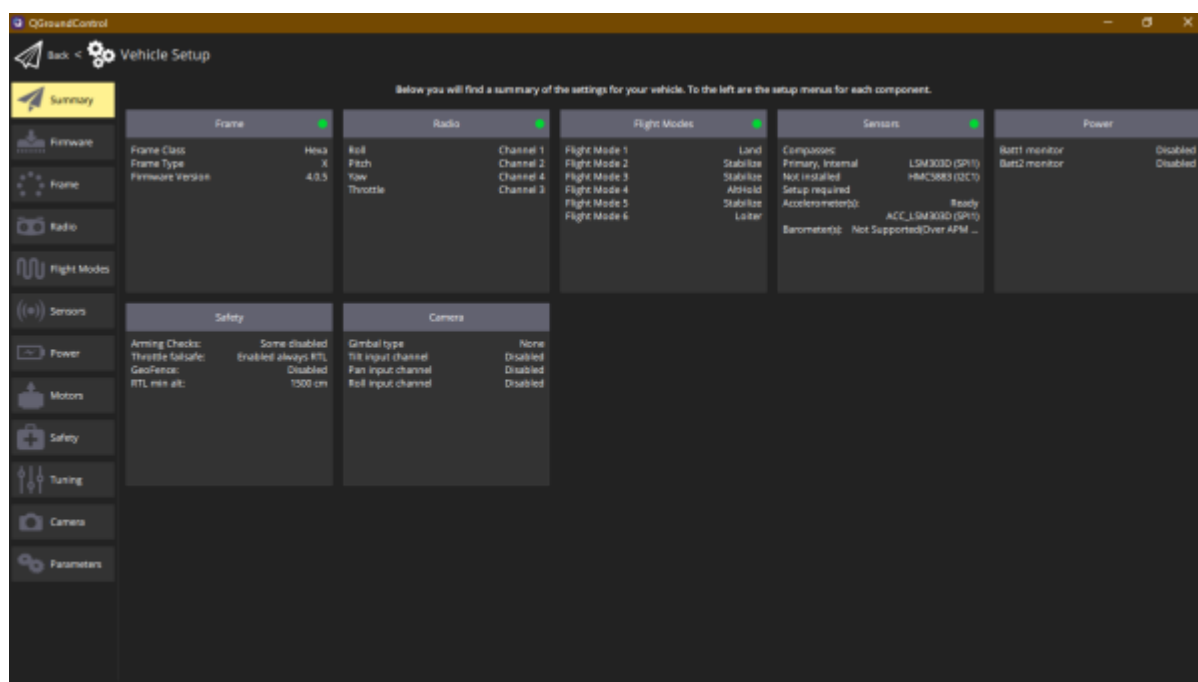 QGroundControl
Back < Vehicle Setup
Below you will find a summary of the settings for your vehicle. To the left are the setup menus for each component.
Summary
Firmware
Frame
Radio
Flight Modes
Sensors
Power
Motors
Safety
Tuning
Camera
Parameters
Frame
Frame Class Hexa
Frame Type X
Firmware Version 4.0.5
Radio
Roll Channel 1
Pitch Channel 2
Yaw Channel 4
Throttle Channel 3
Flight Modes
Flight Mode 1 Land
Flight Mode 2 Stabilize
Flight Mode 3 Stabilize
Flight Mode 4 AltHold
Flight Mode 5 Stabilize
Flight Mode 6 Loiter
Sensors
Compasses:
Primary, Internal LSM303D (SPI1)
Not installed HMC5883 (I2C1)
Setup required
Accelerometer(s): Ready
ACC_LSM303D (SPI1)
Barometer(s): Not Supported(Over APM ...
Power
Batt1 monitor Disabled
Batt2 monitor Disabled
Safety
Arming Checks: Some disabled
Throttle failsafe: Enabled always RTL
GeoFence: Disabled
RTL min alt: 1500 cm
Camera
Gimbal type None
Tilt input channel Disabled
Pan input channel Disabled
Roll input channel Disabled